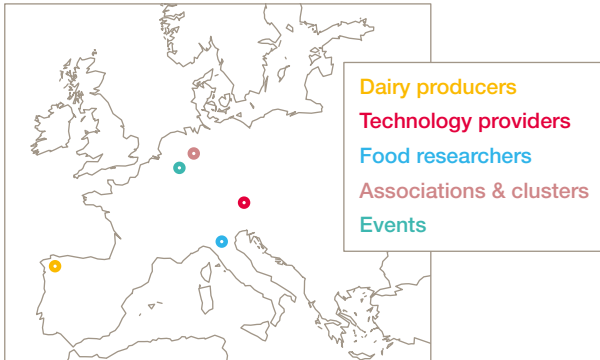 Dairy producers
Technology providers
Food researchers
Associations & clusters
Events